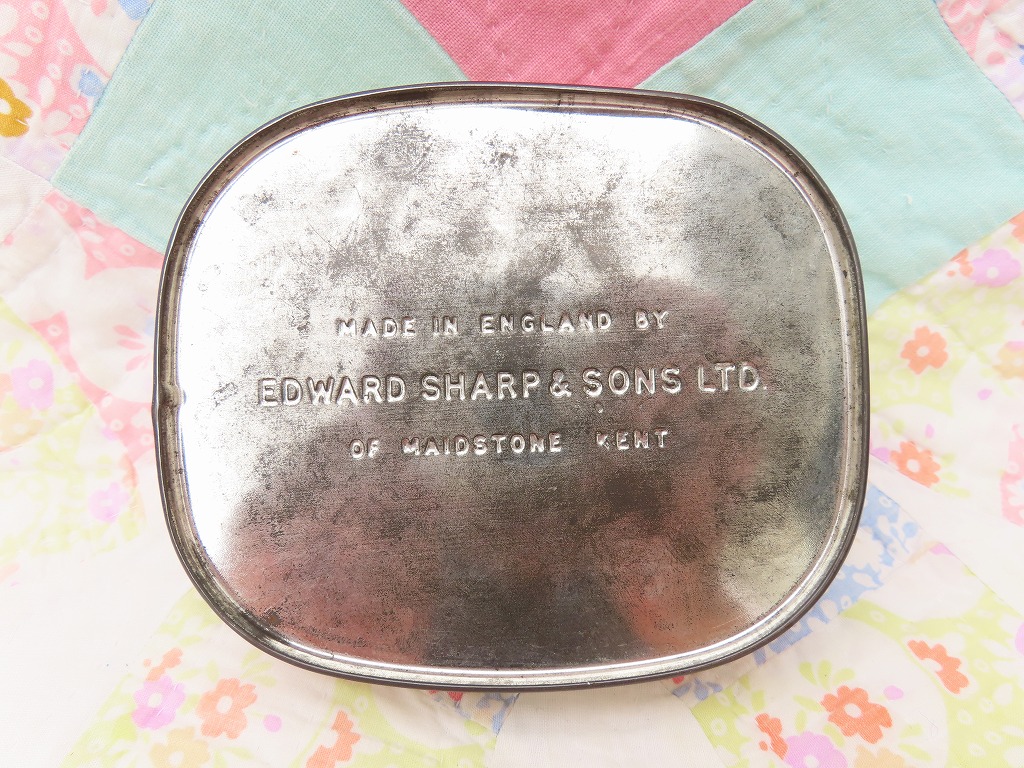 MADE IN ENGLAND BY
EDWARD SHARP & SONS LTD.
OF MAIDSTONE KENT